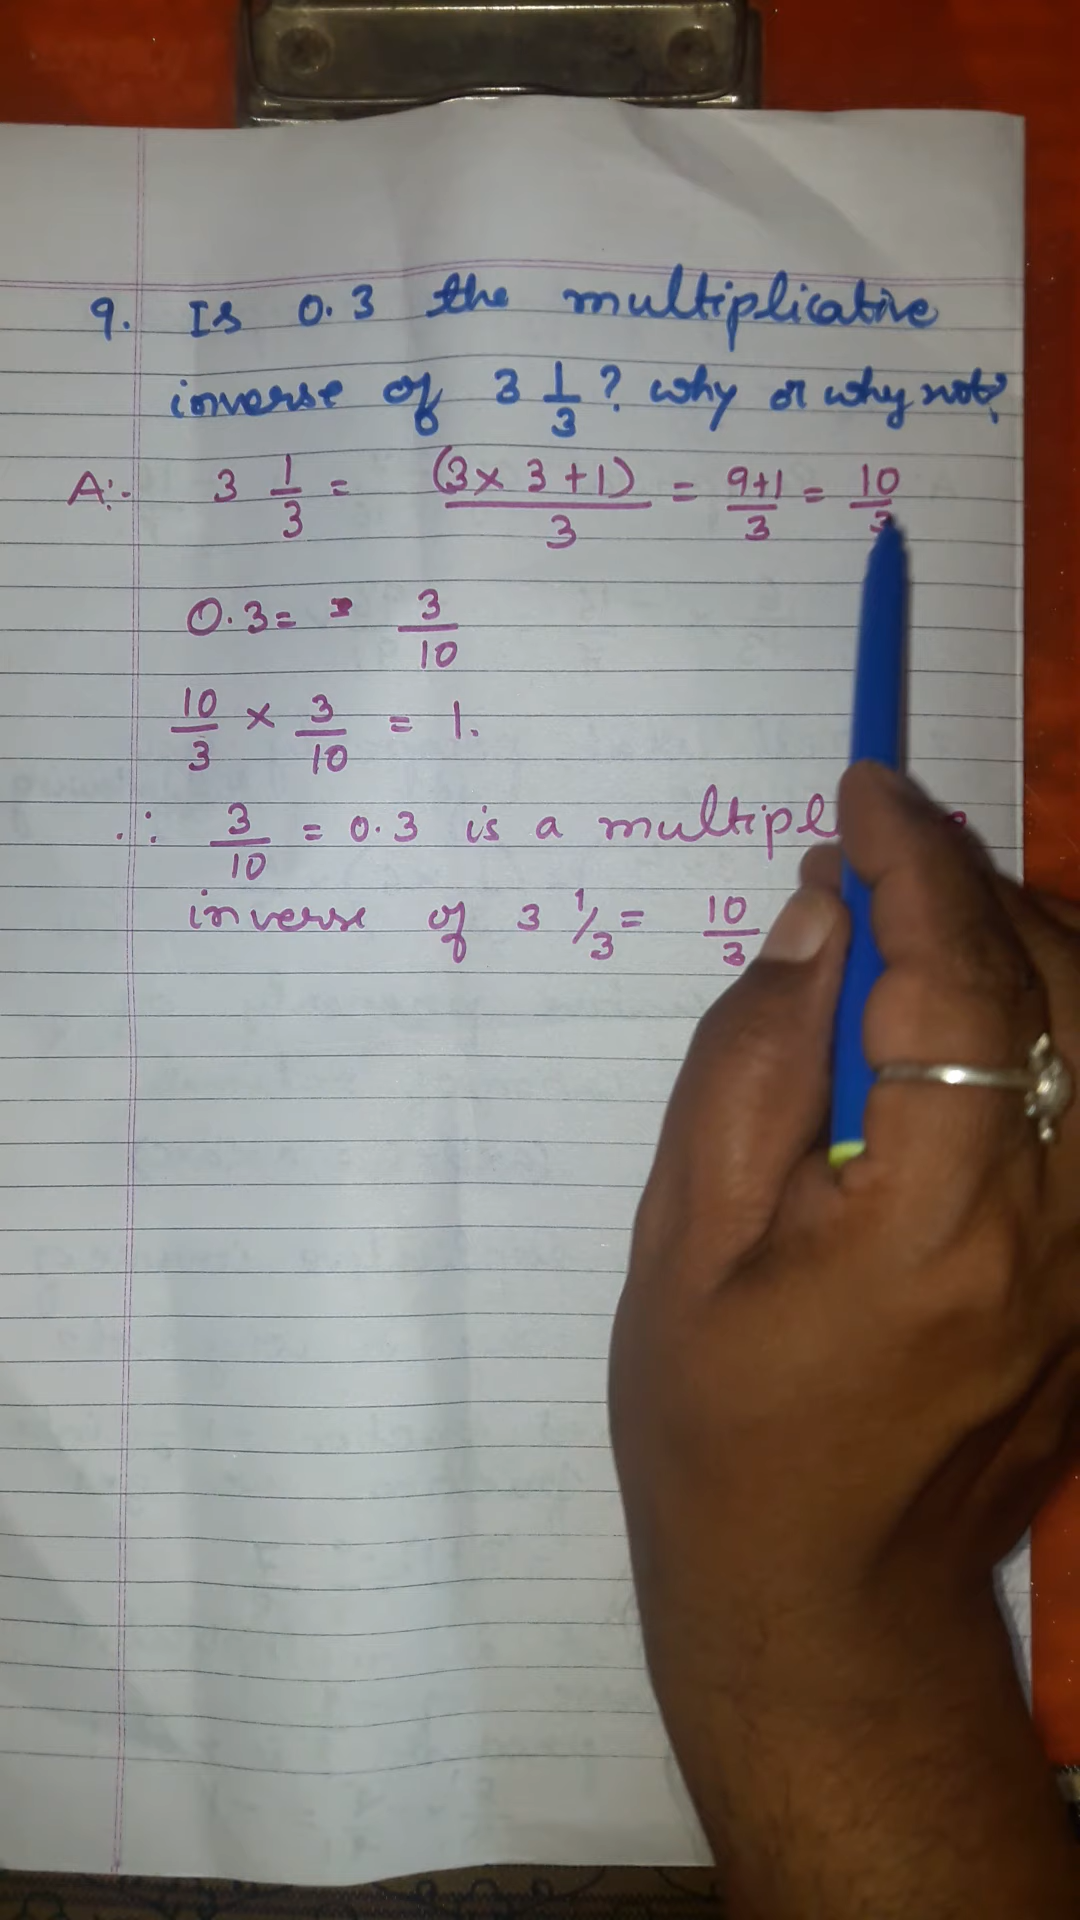 9. Is 0.3 the multiplicative
inverse of 3 1/3? why or why not?
A:- 3 1/3 = (3 x 3 + 1)/3 = 9+1/3 = 10/3
0.3 = 3/10
10/3 x 3/10 = 1.
∴ 3/10 = 0.3 is a
inverse of 3 1/3 = 10/3